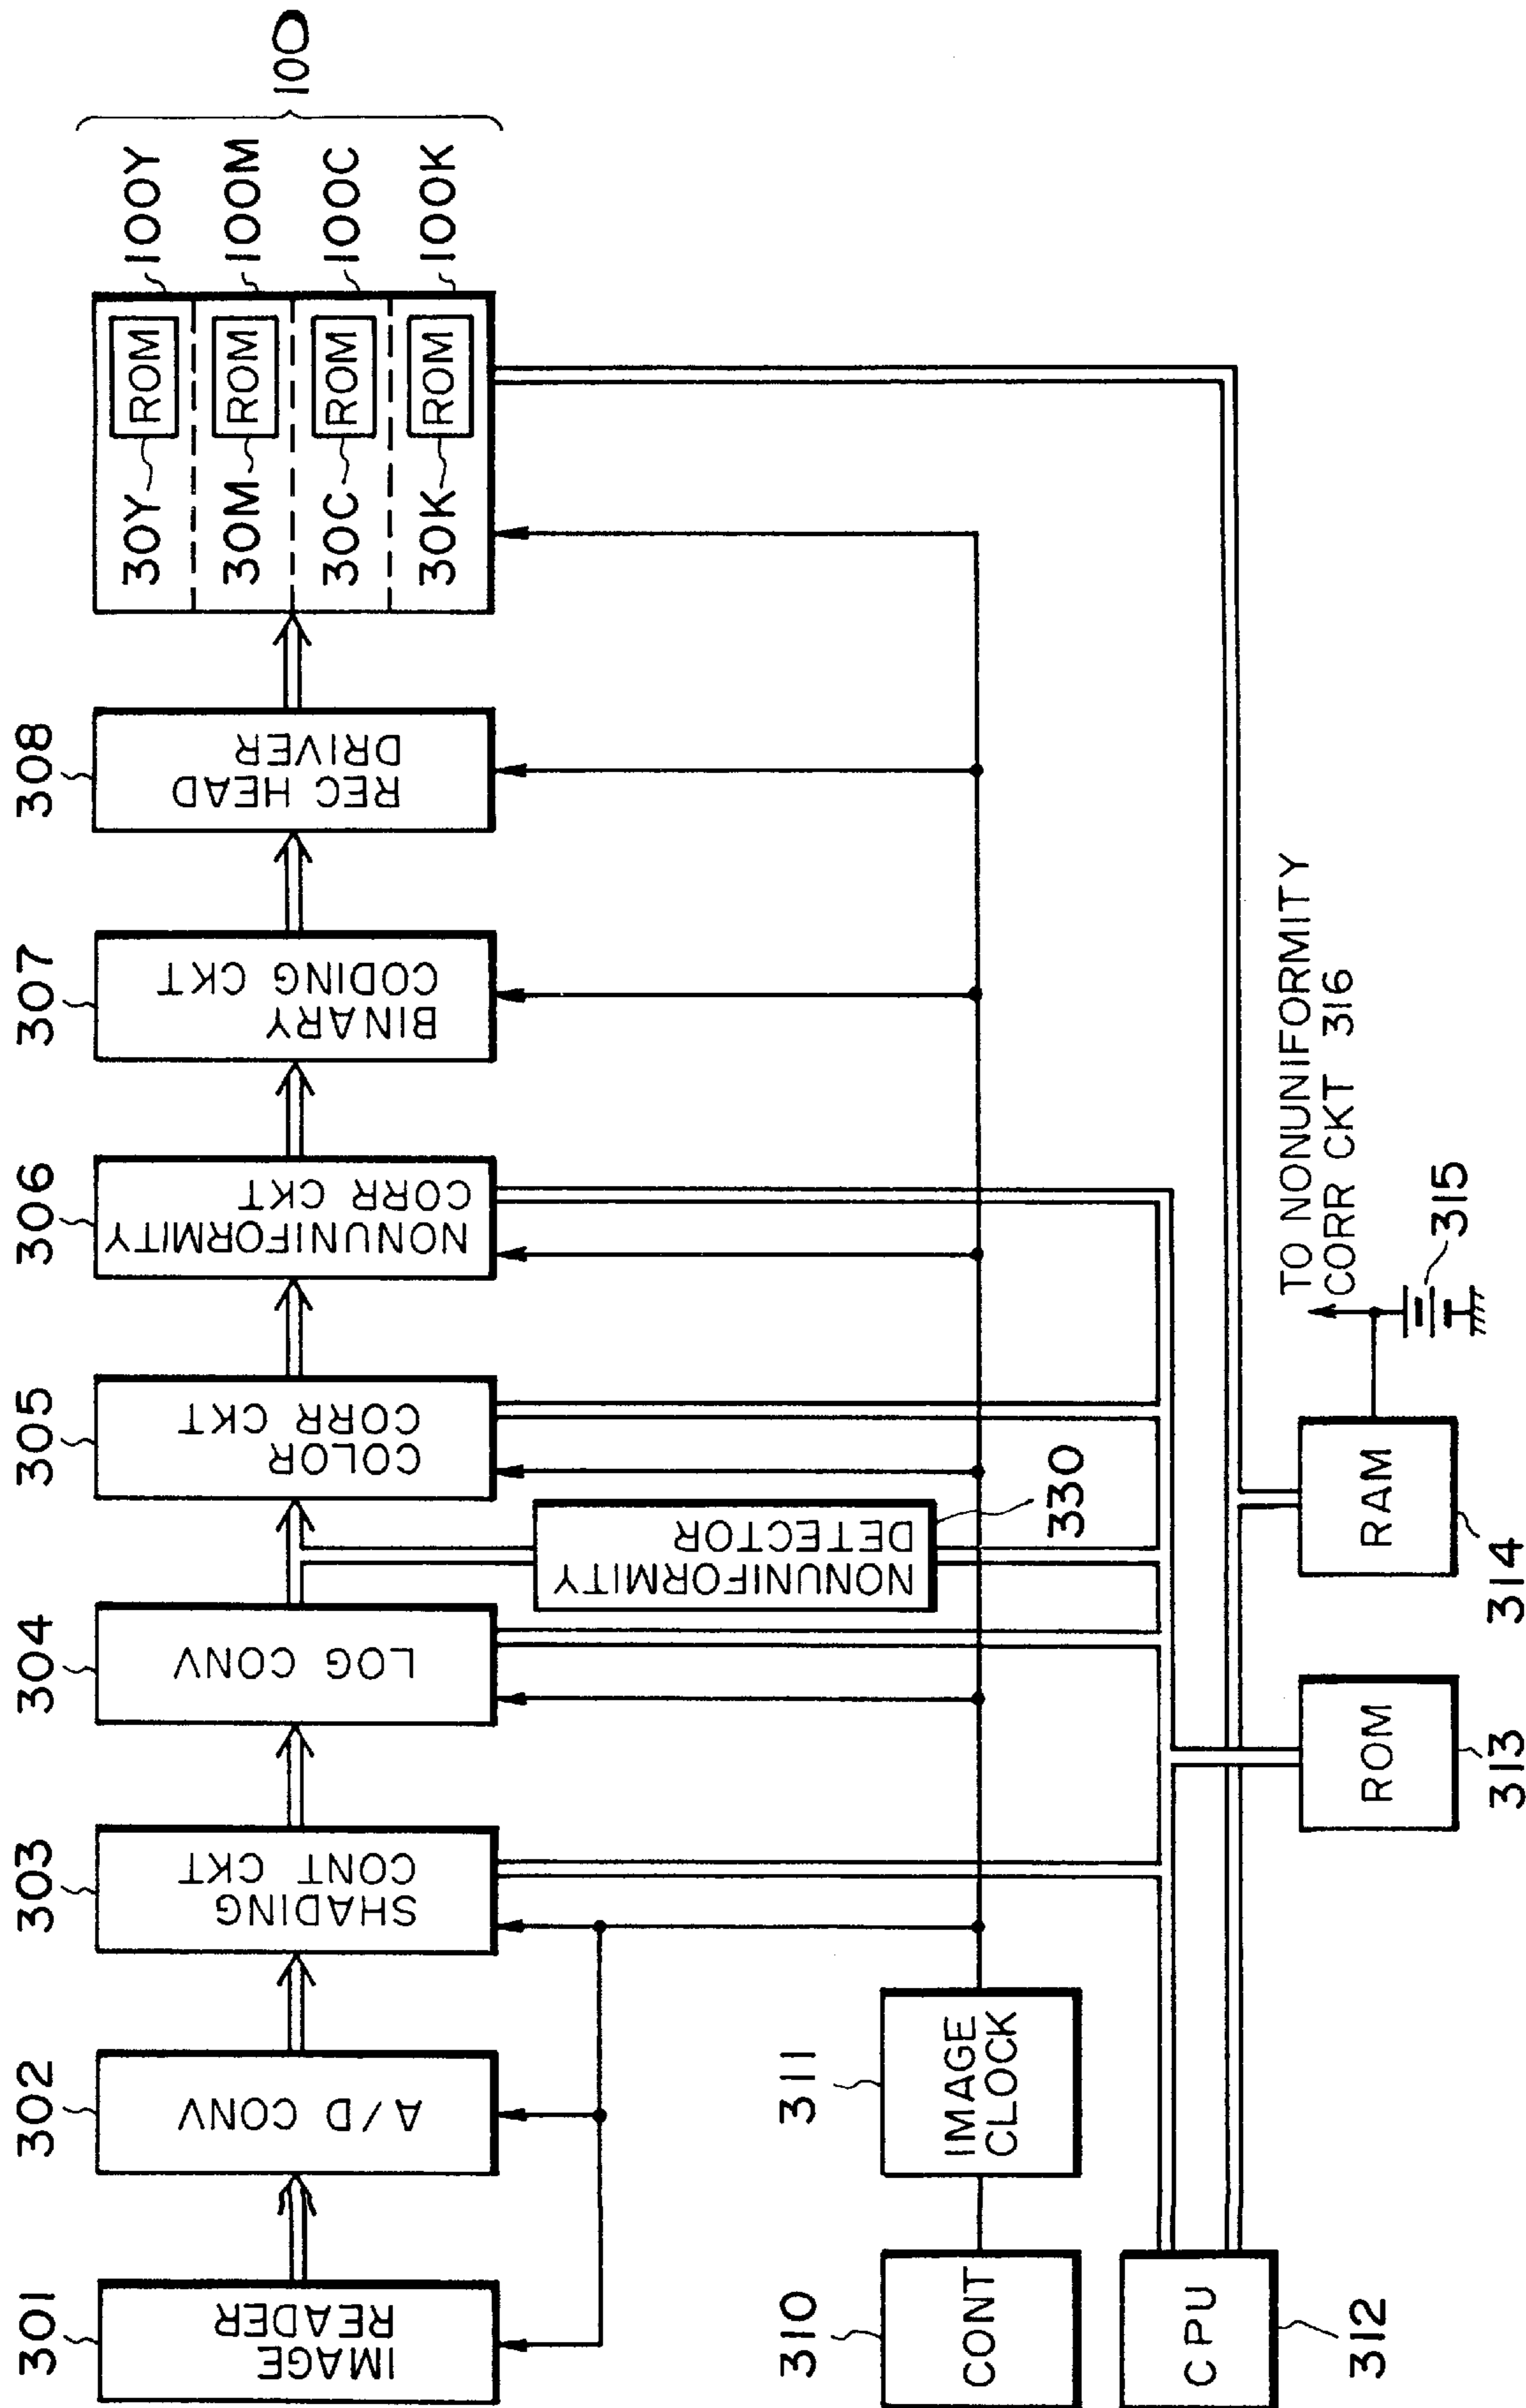 301
302
303
304
305
306
307
308
IMAGE
READER
A/D CONV
SHADING
CONT CKT
LOG CONV
COLOR
CORR CKT
NONUNIFORMITY
CORR CKT
BINARY
CODING CKT
REC HEAD
DRIVER
30Y
ROM
100Y
30M
ROM
100M
30C
ROM
100C
30K
ROM
100K
100
NONUNIFORMITY
DETECTOR
330
310
CONT
311
IMAGE
CLOCK
CPU
312
ROM
313
RAM
314
TO NONUNIFORMITY
CORR CKT 316
315